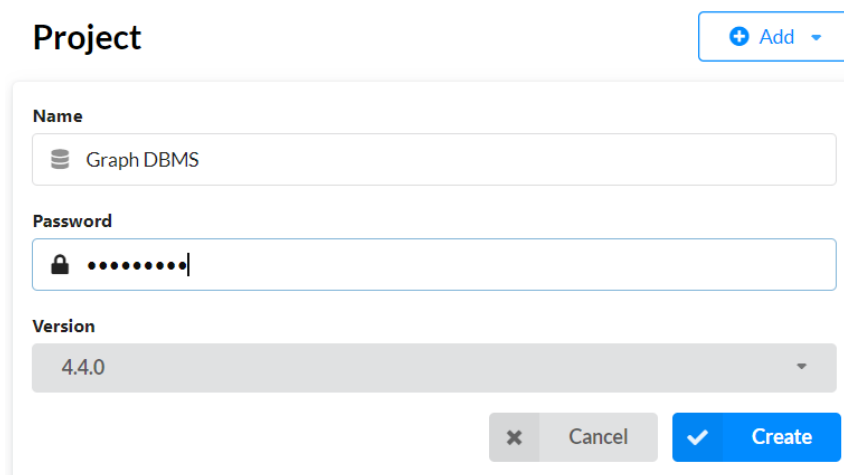 Project
Add
Name
Graph DBMS
Password
•••••••••
Version
4.4.0
Cancel
Create